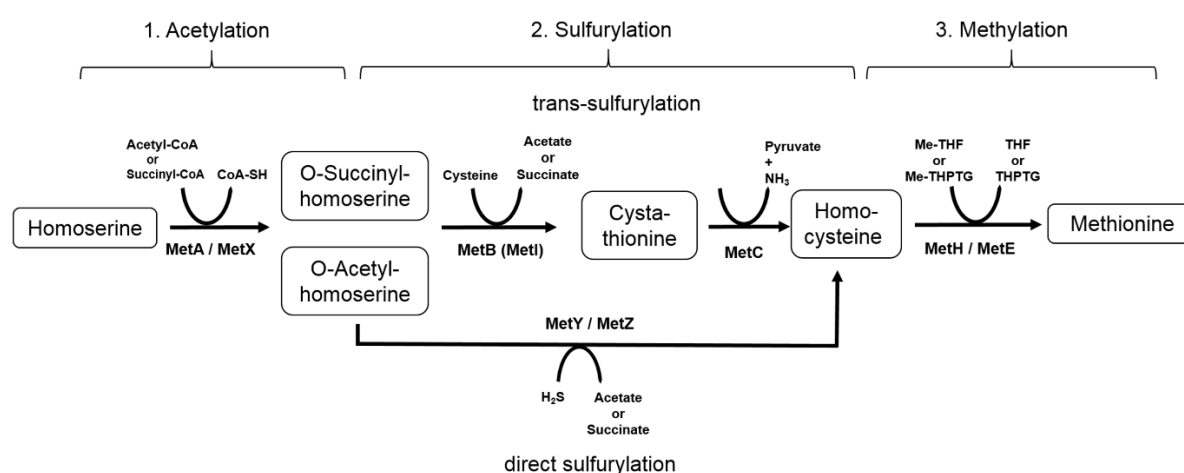 1. Acetylation
2. Sulfurylation
3. Methylation
trans-sulfurylation
Acetyl-CoA
or
Succinyl-CoA
CoA-SH
Homoserine
MetA / MetX
O-Succinyl-
homoserine
O-Acetyl-
homoserine
Cysteine
Acetate
or
Succinate
MetB (MetI)
Cysta-
thionine
Pyruvate
+
NH₃
MetC
Homo-
cysteine
Me-THF
or
Me-THPTG
THF
or
THPTG
MetH / MetE
Methionine
MetY / MetZ
H₂S
Acetate
or
Succinate
direct sulfurylation